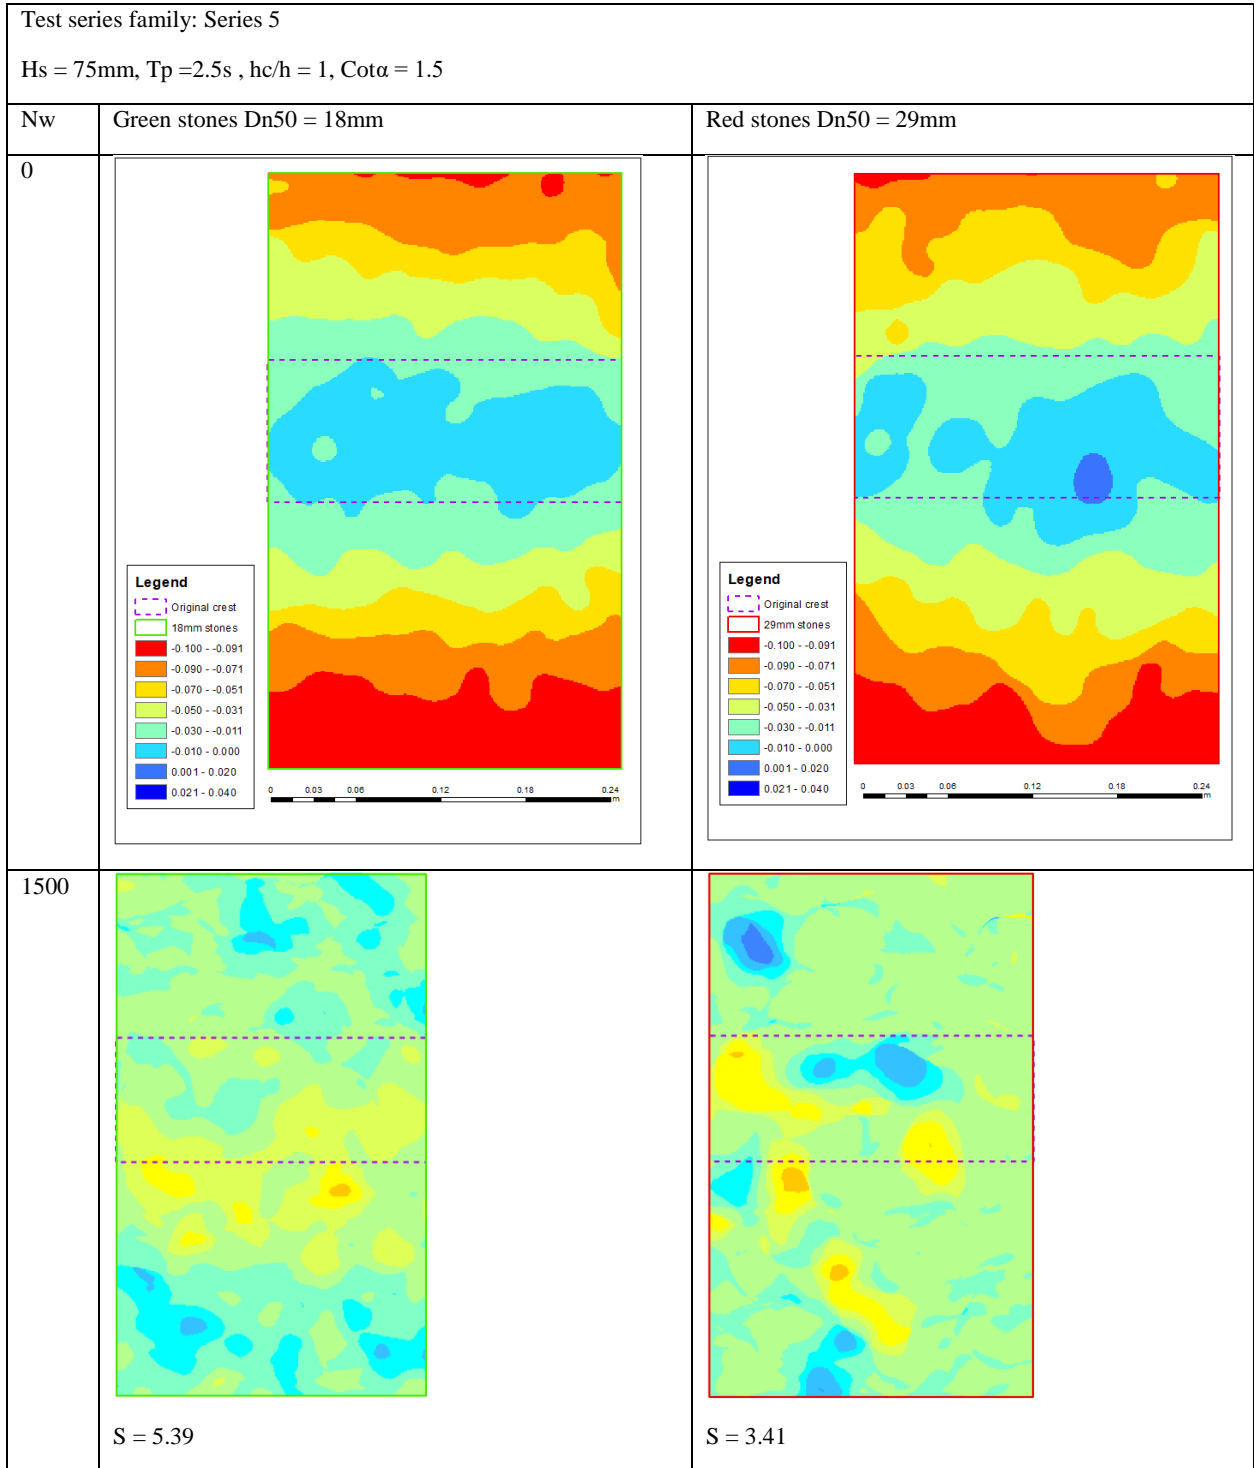 Test series family: Series 5
Hs = 75mm, Tp =2.5s , hc/h = 1, Cotα = 1.5
Nw
Green stones Dn50 = 18mm
Red stones Dn50 = 29mm
0
Legend
Original crest
18mm stones
-0.100 - -0.091
-0.090 - -0.071
-0.070 - -0.051
-0.050 - -0.031
-0.030 - -0.011
-0.010 - 0.000
0.001 - 0.020
0.021 - 0.040
0 0.03 0.06 0.12 0.18 0.24
m
Legend
Original crest
29mm stones
-0.100 - -0.091
-0.090 - -0.071
-0.070 - -0.051
-0.050 - -0.031
-0.030 - -0.011
-0.010 - 0.000
0.001 - 0.020
0.021 - 0.040
0 0.03 0.06 0.12 0.18 0.24
m
1500
S = 5.39
S = 3.41